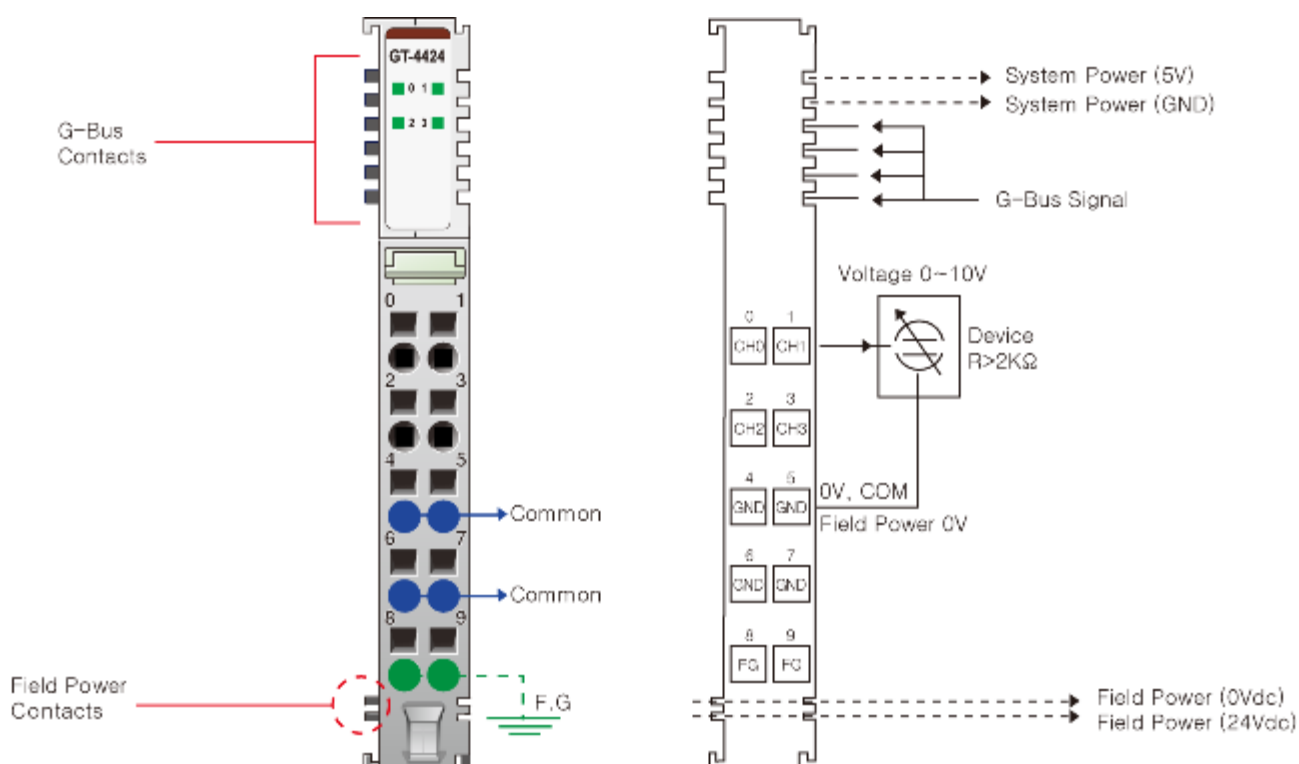 GT-4424
0 1
2 3
G-Bus
Contacts
0 1
2 3
4 5
Common
6 7
Common
8 9
Field Power
Contacts
F.G
System Power (5V)
System Power (GND)
G-Bus Signal
Voltage 0~10V
Device
R>2KΩ
0 1
CH0 CH1
2 3
CH2 CH3
4 5
GND GND
0V, COM
Field Power 0V
6 7
GND GND
8 9
FG FG
Field Power (0Vdc)
Field Power (24Vdc)